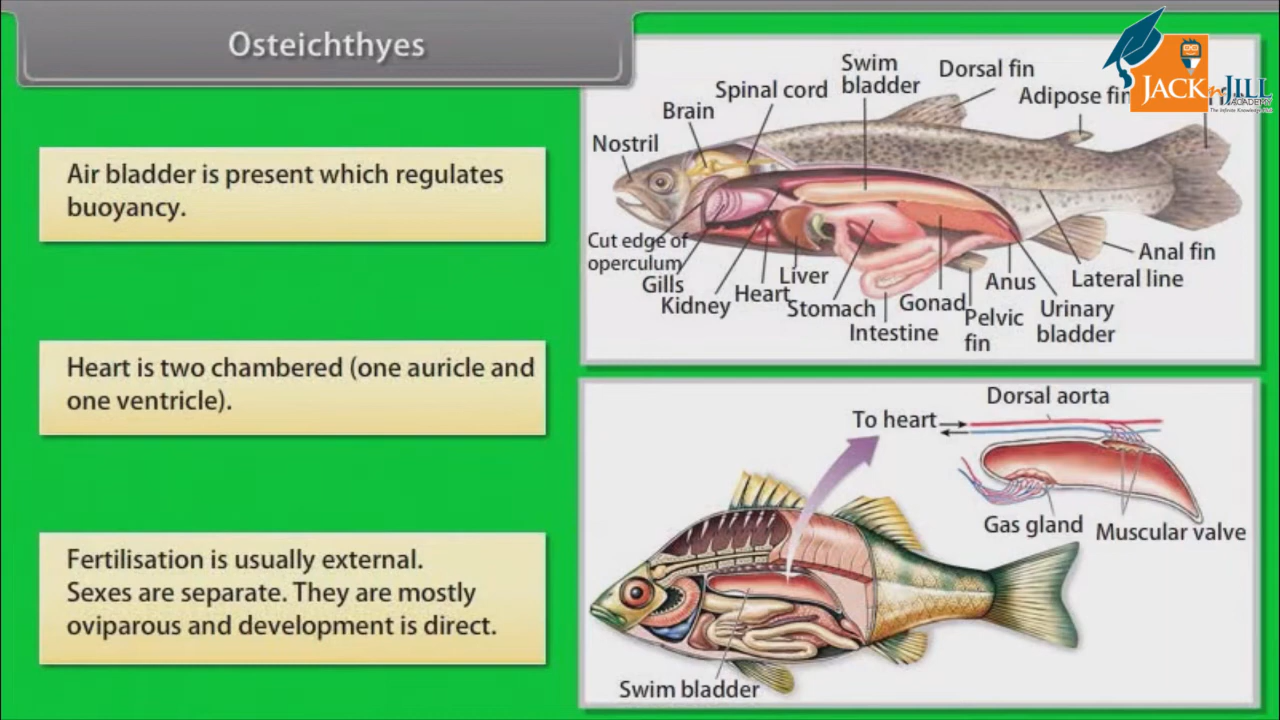 Osteichthyes
Air bladder is present which regulates
buoyancy.
Heart is two chambered (one auricle and
one ventricle).
Fertilisation is usually external.
Sexes are separate. They are mostly
oviparous and development is direct.
Nostril
Brain
Spinal cord
Swim
bladder
Dorsal fin
Adipose fin
JACK n JILL
ACADEMY
Cut edge of
operculum
Gills
Kidney
Heart
Liver
Stomach
Intestine
Gonad
Pelvic
fin
Anus
Urinary
bladder
Lateral line
Anal fin
Dorsal aorta
To heart
Gas gland
Muscular valve
Swim bladder